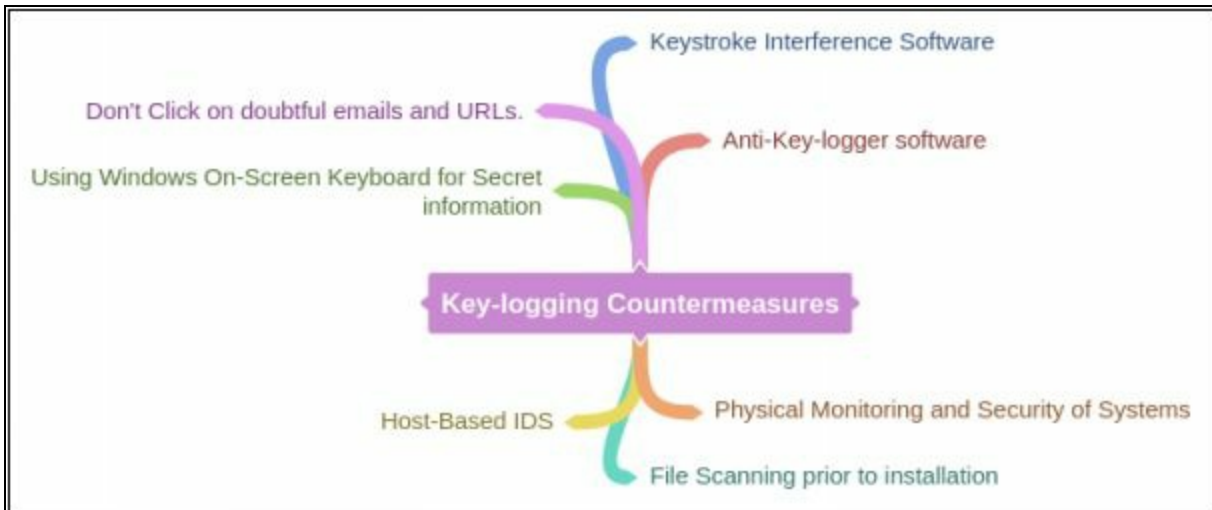 Keystroke Interference Software
Don't Click on doubtful emails and URLs.
Anti-Key-logger software
Using Windows On-Screen Keyboard for Secret
information
Key-logging Countermeasures
Physical Monitoring and Security of Systems
Host-Based IDS
File Scanning prior to installation